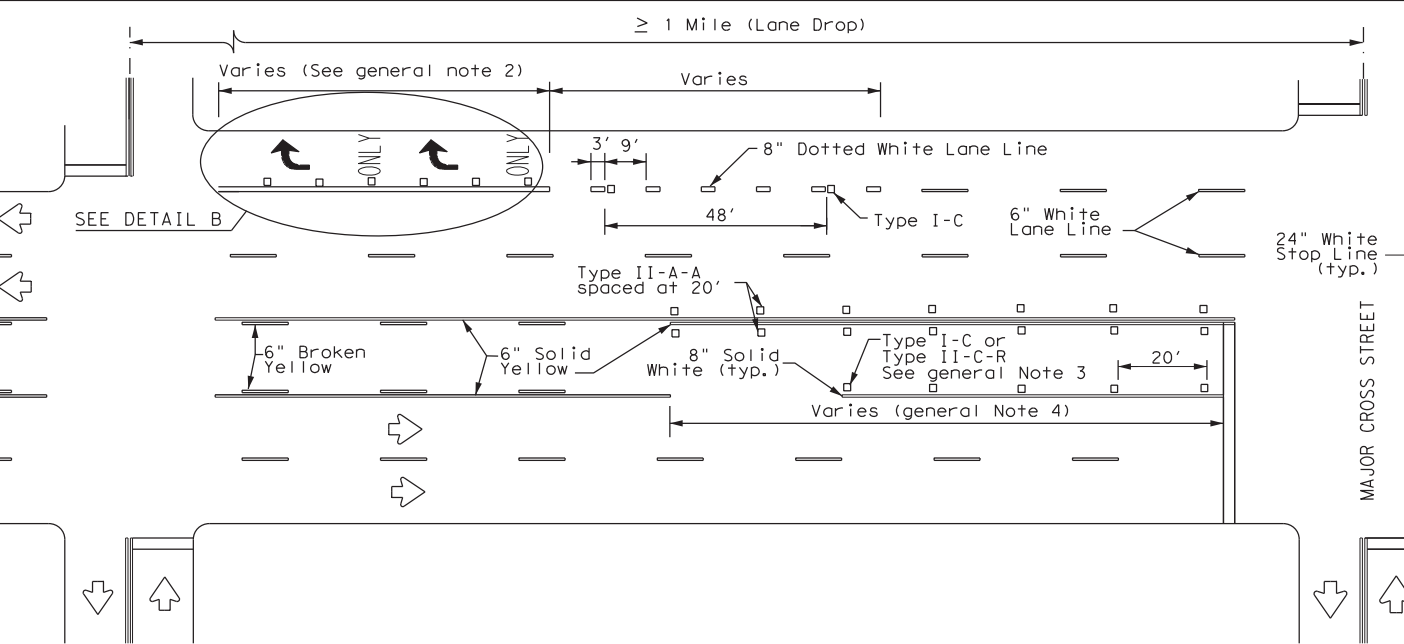 ≥ 1 Mile (Lane Drop)
Varies (See general note 2)
Varies
ONLY
ONLY
3' 9'
8" Dotted White Lane Line
SEE DETAIL B
48'
Type I-C
6" White
Lane Line
24" White
Stop Line
(typ.)
Type II-A-A
spaced at 20'
6" Broken
Yellow
6" Solid
Yellow
8" Solid
White (typ.)
Type I-C or
Type II-C-R
See general Note 3
20'
Varies (general Note 4)
MAJOR CROSS STREET